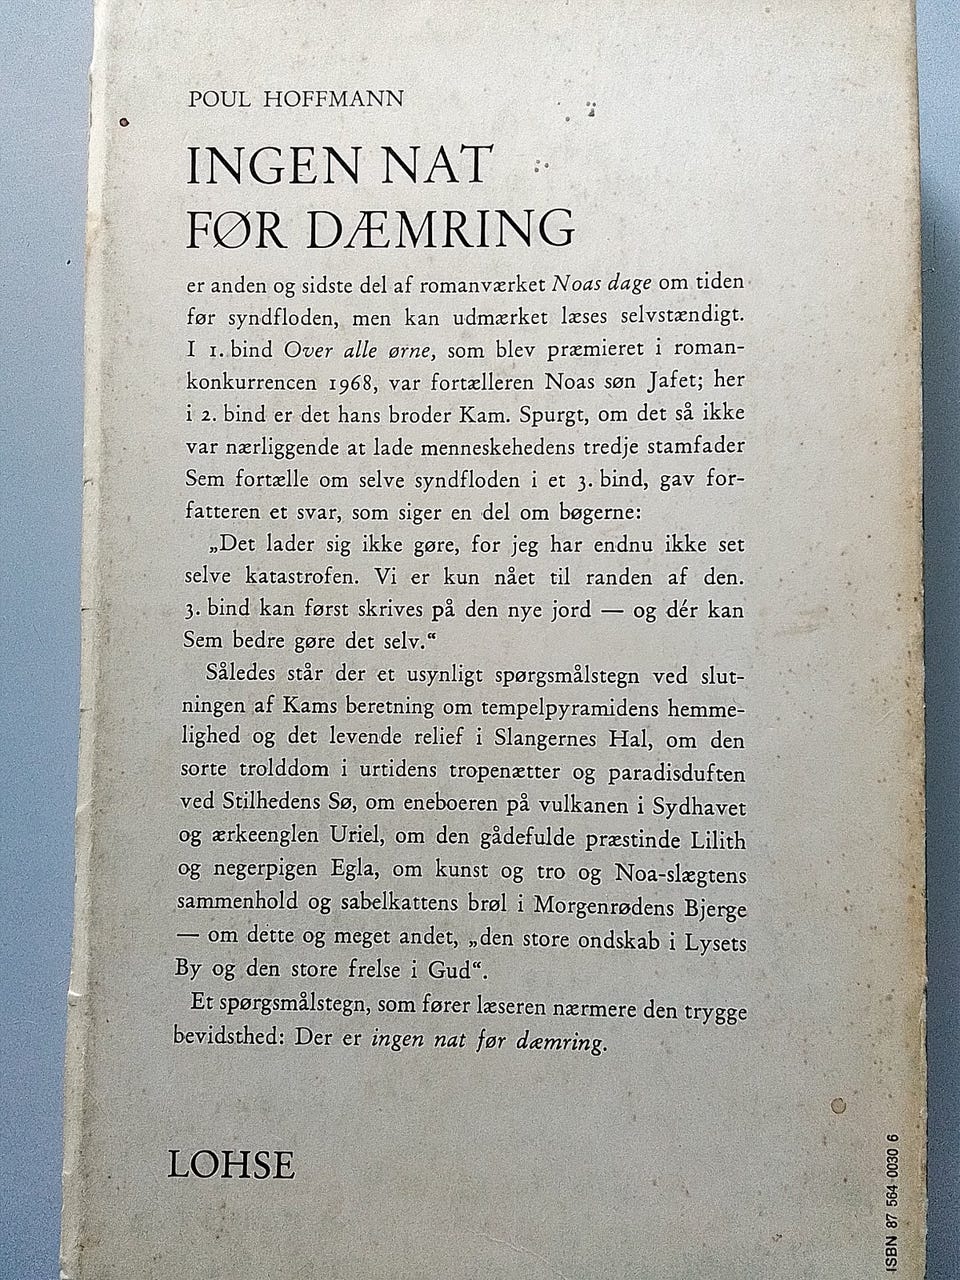 POUL HOFFMANN
INGEN NAT
FØR DÆMRING
er anden og sidste del af romanværket Noas dage om tiden
før syndfloden, men kan udmærket læses selvstændigt.
I 1. bind Over alle ørne, som blev præmieret i roman-
konkurrencen 1968, var fortælleren Noas søn Jafet; her
i 2. bind er det hans broder Kam. Spurgt, om det så ikke
var nærliggende at lade menneskehedens tredje stamfader
Sem fortælle om selve syndfloden i et 3. bind, gav for-
fatteren et svar, som siger en del om bøgerne:
„Det lader sig ikke gøre, for jeg har endnu ikke set
selve katastrofen. Vi er kun nået til randen af den.
3. bind kan først skrives på den nye jord — og dér kan
Sem bedre gøre det selv.“
Således står der et usynligt spørgsmålstegn ved slut-
ningen af Kams beretning om tempelpyramidens hemme-
lighed og det levende relief i Slangernes Hal, om den
sorte trolddom i urtidens tropenætter og paradisduften
ved Stilhedens Sø, om eneboeren på vulkanen i Sydhavet
og ærkeenglen Uriel, om den gådefulde præstinde Lilith
og negerpigen Egla, om kunst og tro og Noa-slægtens
sammenhold og sabelkattens brøl i Morgenrødens Bjerge
— om dette og meget andet, „den store ondskab i Lysets
By og den store frelse i Gud“.
Et spørgsmålstegn, som fører læseren nærmere den trygge
bevidsthed: Der er ingen nat før dæmring.
LOHSE
ISBN 87 564 0030 6